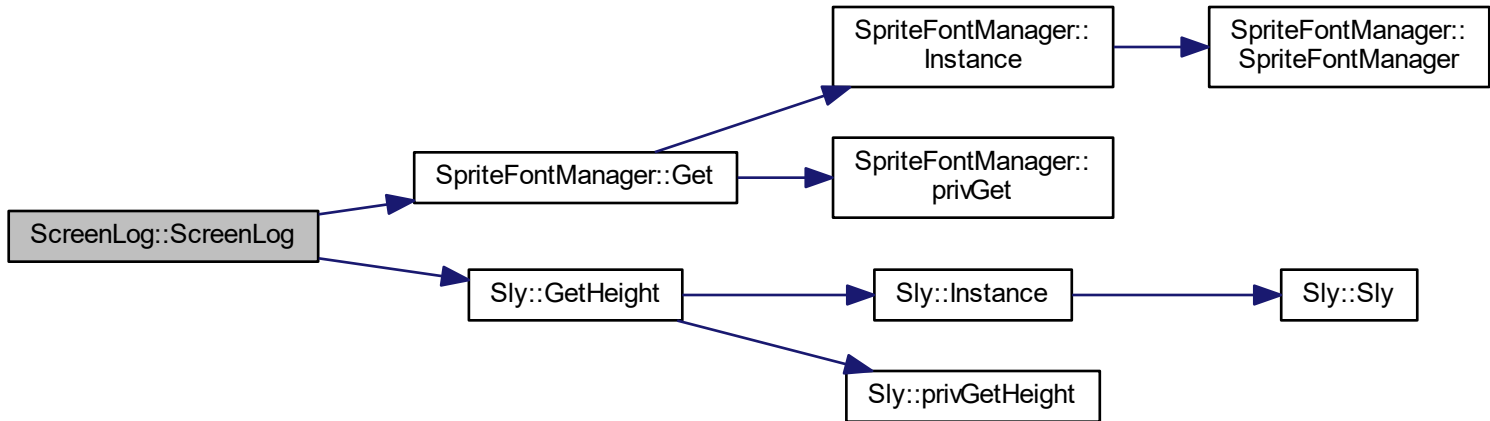 SpriteFontManager::
Instance
SpriteFontManager::
SpriteFontManager
SpriteFontManager::Get
SpriteFontManager::
privGet
ScreenLog::ScreenLog
Sly::GetHeight
Sly::Instance
Sly::Sly
Sly::privGetHeight